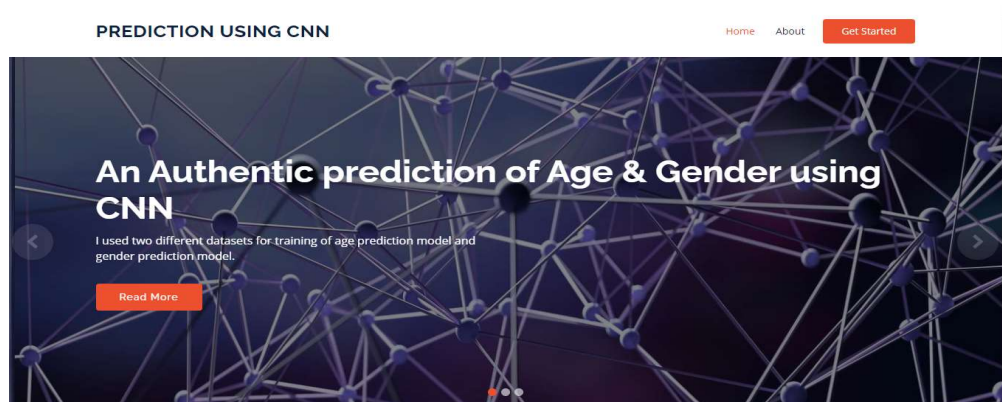 PREDICTION USING CNN
Home About Get Started
An Authentic prediction of Age & Gender using
CNN
I used two different datasets for training of age prediction model and
gender prediction model.
Read More